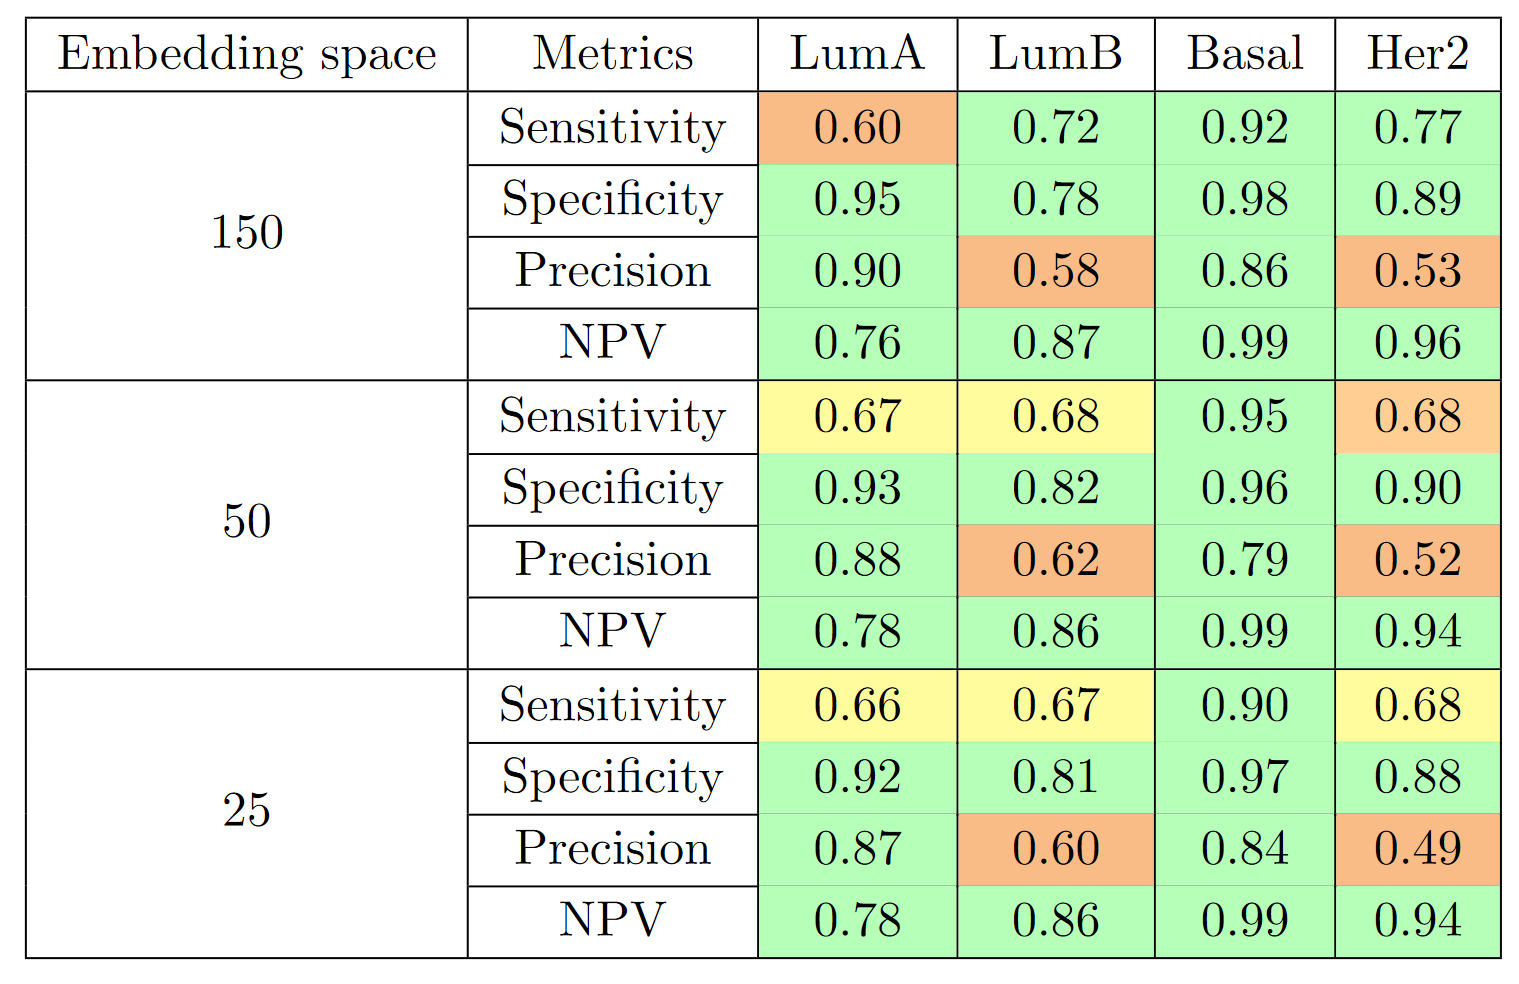 Embedding space Metrics LumA LumB Basal Her2
150
Sensitivity 0.60 0.72 0.92 0.77
Specificity 0.95 0.78 0.98 0.89
Precision 0.90 0.58 0.86 0.53
NPV 0.76 0.87 0.99 0.96
50
Sensitivity 0.67 0.68 0.95 0.68
Specificity 0.93 0.82 0.96 0.90
Precision 0.88 0.62 0.79 0.52
NPV 0.78 0.86 0.99 0.94
25
Sensitivity 0.66 0.67 0.90 0.68
Specificity 0.92 0.81 0.97 0.88
Precision 0.87 0.60 0.84 0.49
NPV 0.78 0.86 0.99 0.94